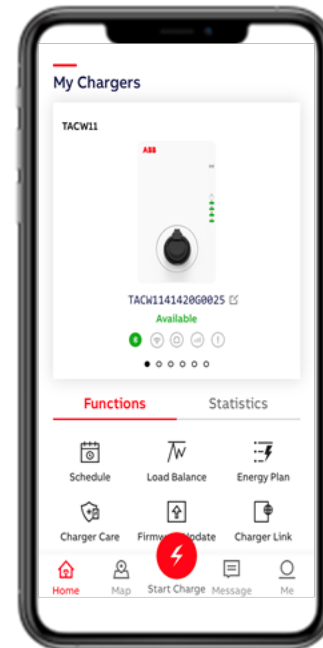 My Chargers
TACW11
ABB
TACW1141420G0025
Available
Functions Statistics
Schedule Load Balance Energy Plan
Charger Care Firmw Update Charger Link
Home Map Start Charge Message Me